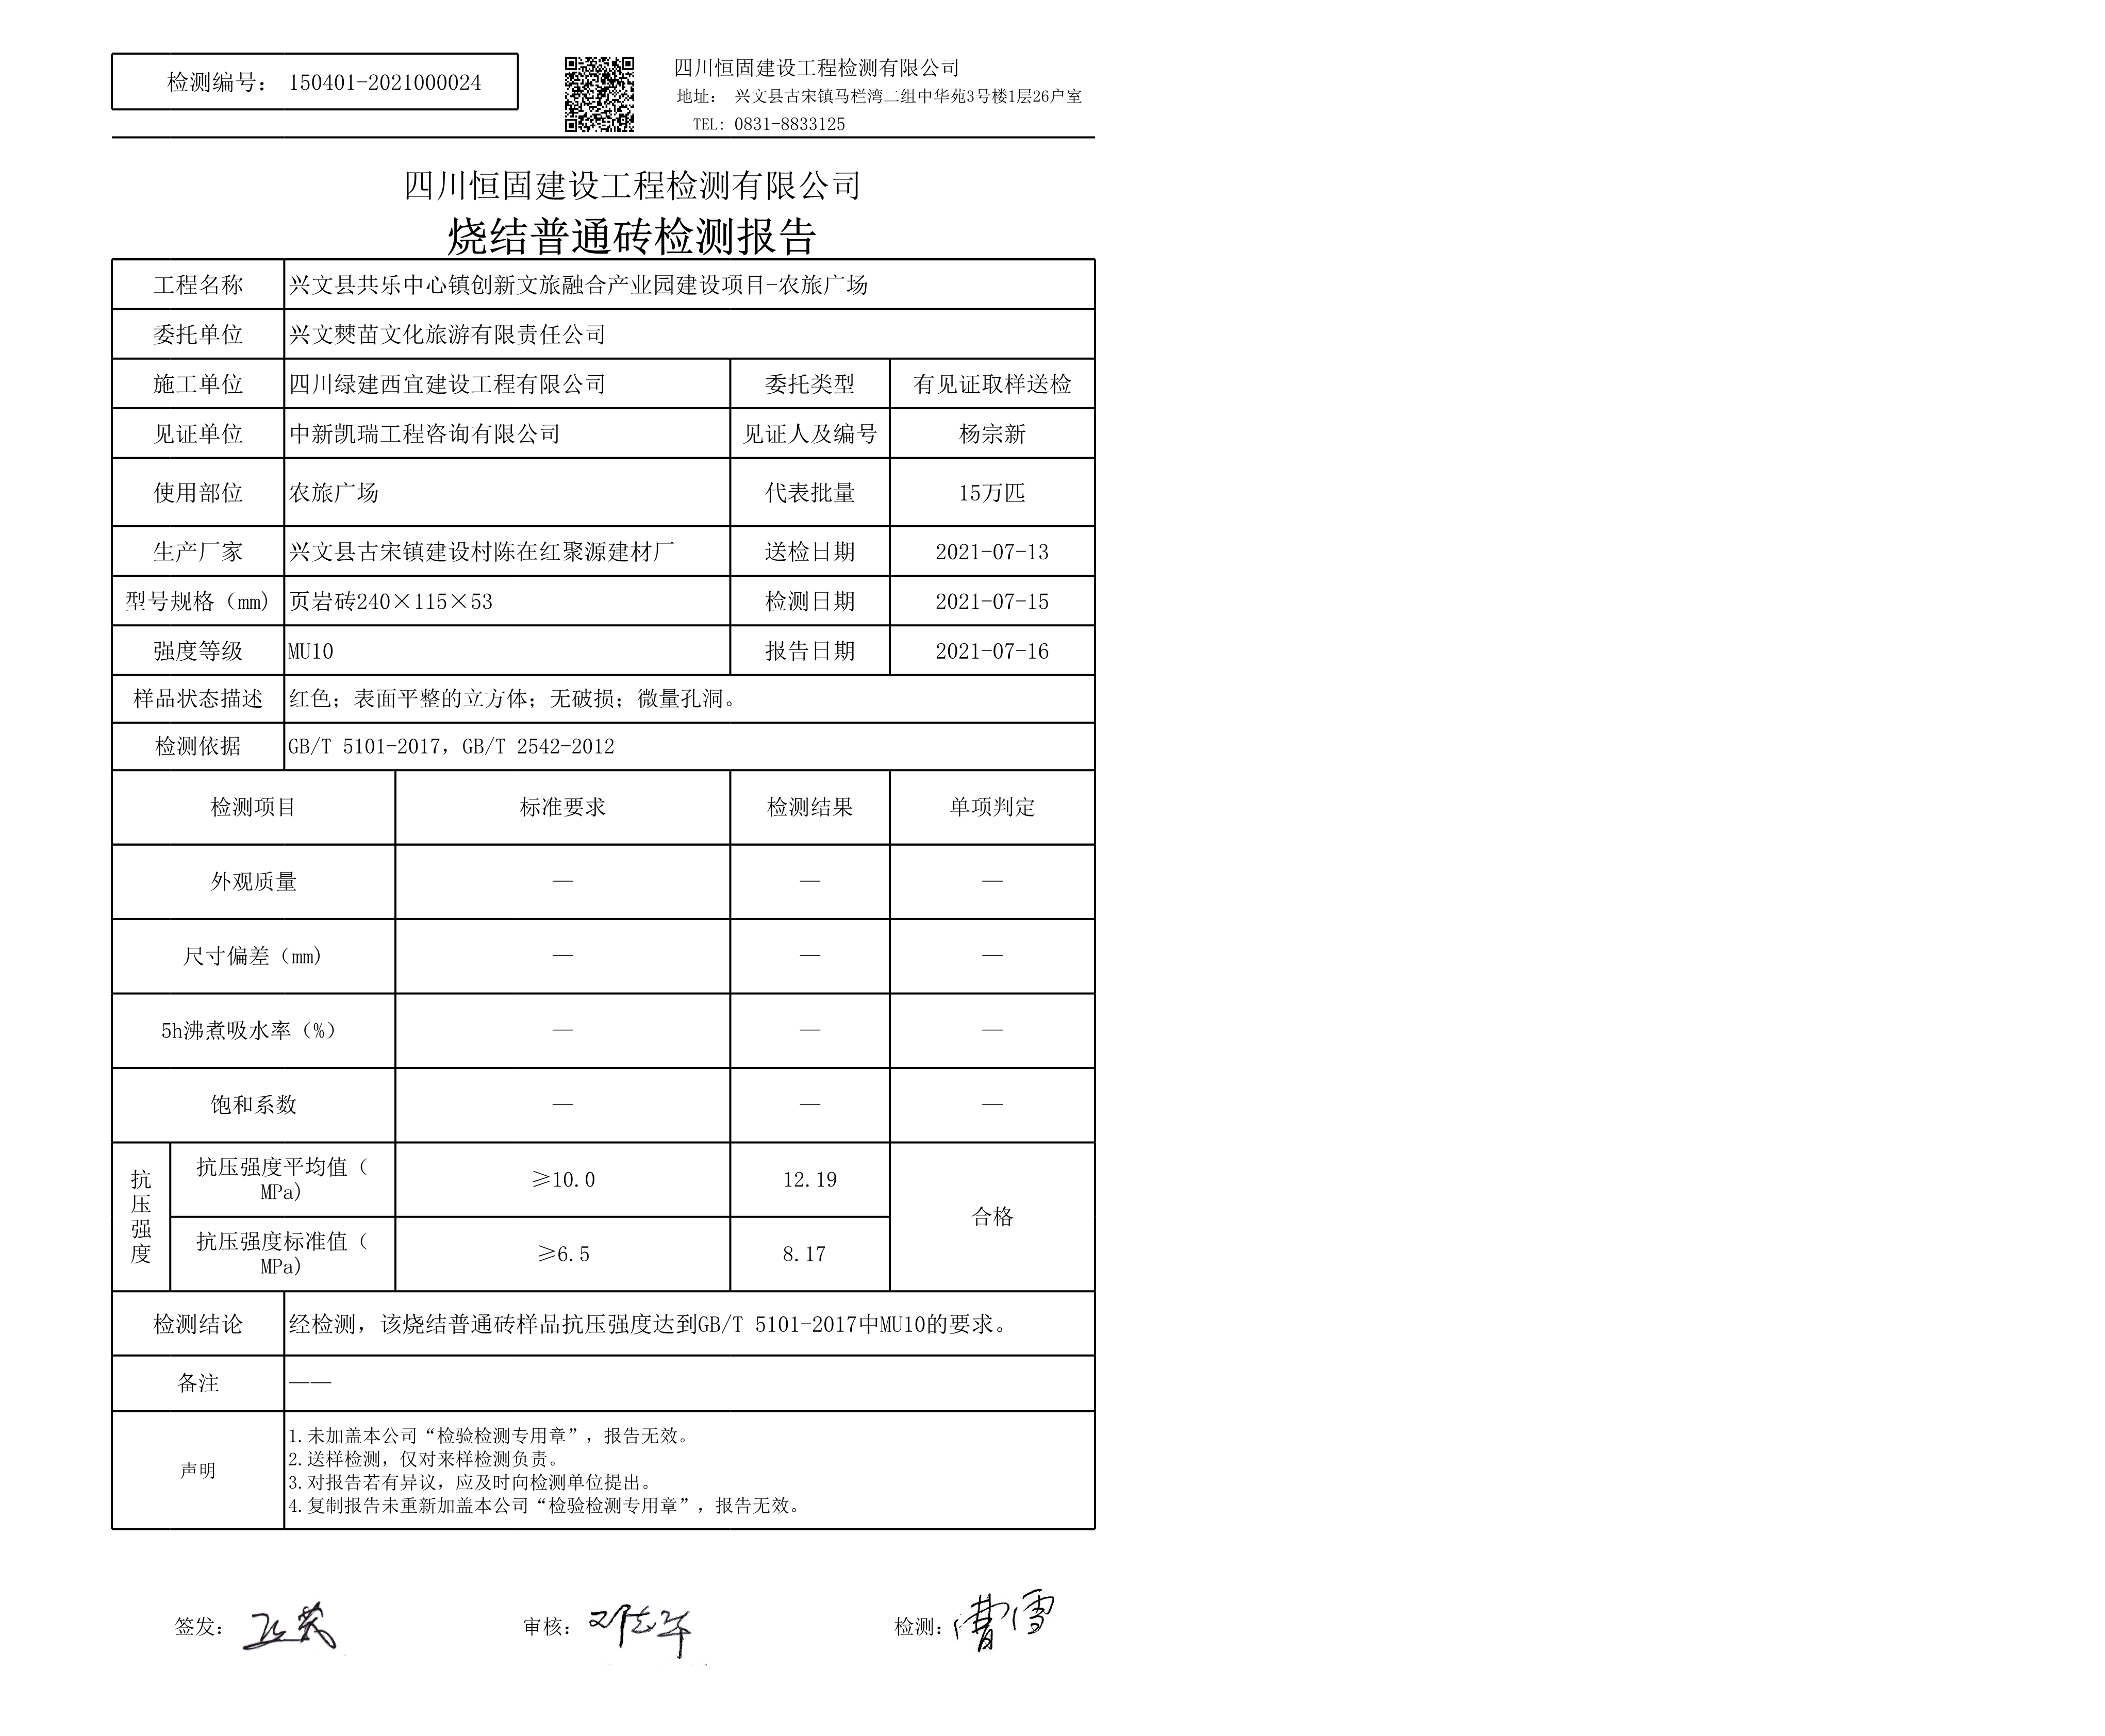 检测编号： 150401-2021000024
四川恒固建设工程检测有限公司
地址： 兴文县古宋镇马栏湾二组中华苑3号楼1层26户室
TEL: 0831-8833125
四川恒固建设工程检测有限公司
烧结普通砖检测报告
工程名称 兴文县共乐中心镇创新文旅融合产业园建设项目-农旅广场
委托单位 兴文僰苗文化旅游有限责任公司
施工单位 四川绿建西宜建设工程有限公司 委托类型 有见证取样送检
见证单位 中新凯瑞工程咨询有限公司 见证人及编号 杨宗新
使用部位 农旅广场 代表批量 15万匹
生产厂家 兴文县古宋镇建设村陈在红聚源建材厂 送检日期 2021-07-13
型号规格（mm) 页岩砖240×115×53 检测日期 2021-07-15
强度等级 MU10 报告日期 2021-07-16
样品状态描述 红色；表面平整的立方体；无破损；微量孔洞。
检测依据 GB/T 5101-2017，GB/T 2542-2012
检测项目 标准要求 检测结果 单项判定
外观质量 — — —
尺寸偏差（mm) — — —
5h沸煮吸水率（%） — — —
饱和系数 — — —
抗压强度
抗压强度平均值（
MPa) ≥10.0 12.19
合格
抗压强度标准值（
MPa) ≥6.5 8.17
检测结论 经检测，该烧结普通砖样品抗压强度达到GB/T 5101-2017中MU10的要求。
备注 ——
声明
1.未加盖本公司“检验检测专用章”，报告无效。
2.送样检测，仅对来样检测负责。
3.对报告若有异议，应及时向检测单位提出。
4.复制报告未重新加盖本公司“检验检测专用章”，报告无效。
签发： 审核： 检测：曹雪